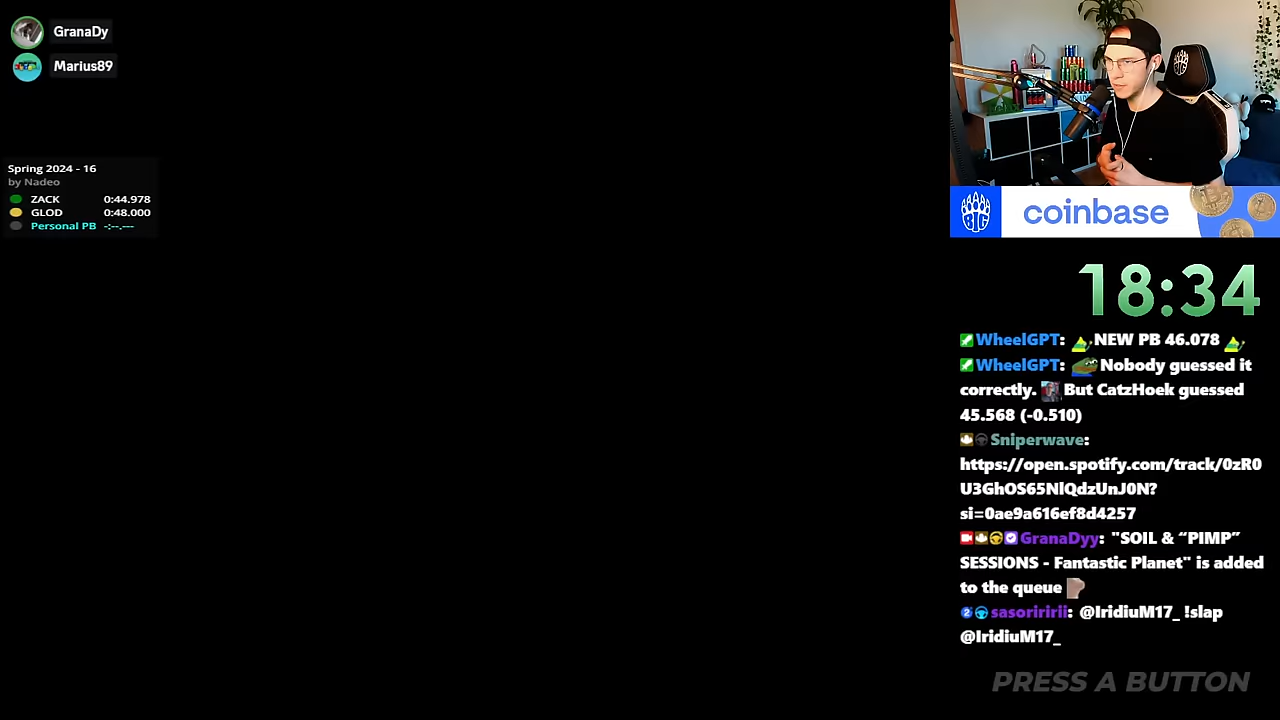 GranaDy
Marius89
Spring 2024 - 16
by Nadeo
ZACK 0:44.978
GLOD 0:48.000
Personal PB -:--.---
BIG
coinbase
18:34
WheelGPT: NEW PB 46.078
WheelGPT: Nobody guessed it
correctly. But CatzHoek guessed
45.568 (-0.510)
Sniperwave:
https://open.spotify.com/track/0zR0
U3GhOS65NlQdzUnJ0N?
si=0ae9a616ef8d4257
GranaDyy: "SOIL & “PIMP”
SESSIONS - Fantastic Planet" is added
to the queue
2 sasoriririi: @IridiuM17_ !slap
@IridiuM17_
PRESS A BUTTON